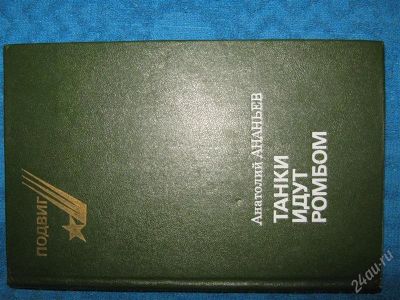 Анатолий АНАНЬЕВ
ТАНКИ
ИДУТ
РОМБОМ
ПОДВИГ
24au.ru